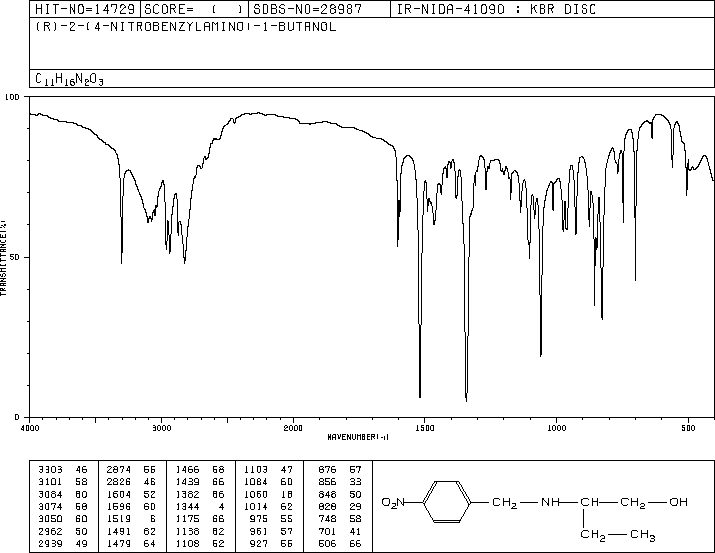 HIT-NO=14729 SCORE= ( ) SDBS-NO=28987 IR-NIDA-41090 : KBR DISC
(R)-2-(4-NITROBENZYLAMINO)-1-BUTANOL
C11H16N2O3
100
50
0
TRANSMITTANCE(%)
4000 3000 2000 1500 1000 500
WAVENUMBER(-1)
3303 46 2874 55 1466 58 1103 47 876 57
3101 58 2826 46 1439 66 1084 60 856 33
3084 60 1604 52 1382 66 1060 18 848 50
3074 58 1596 60 1344 4 1014 62 828 29
3050 60 1519 6 1175 66 975 55 748 58
2962 50 1491 62 1138 62 961 57 701 41
2939 49 1479 64 1108 52 927 55 506 66
O2N CH2 NH CH CH2 OH
CH2 CH3